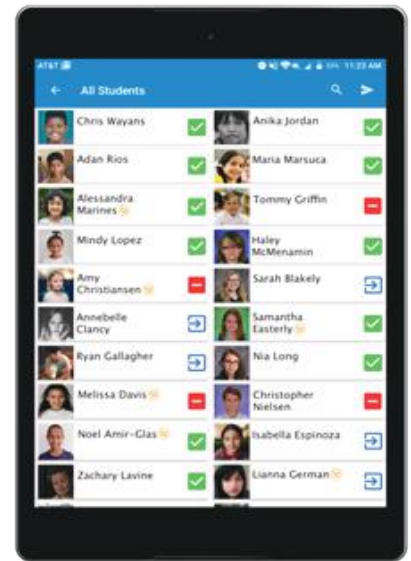 AT&T 11:23 AM
All Students
Chris Wayans
Anika Jordan
Adan Rios
Maria Marsuca
Alessandra
Marines
Tommy Griffin
Mindy Lopez
Haley
McMenamin
Amy
Christiansen
Sarah Blakely
Annebelle
Clancy
Samantha
Easterly
Ryan Gallagher
Nia Long
Melissa Davis
Christopher
Nielsen
Noel Amir-Glas
Isabella Espinoza
Zachary Lavine
Lianna German